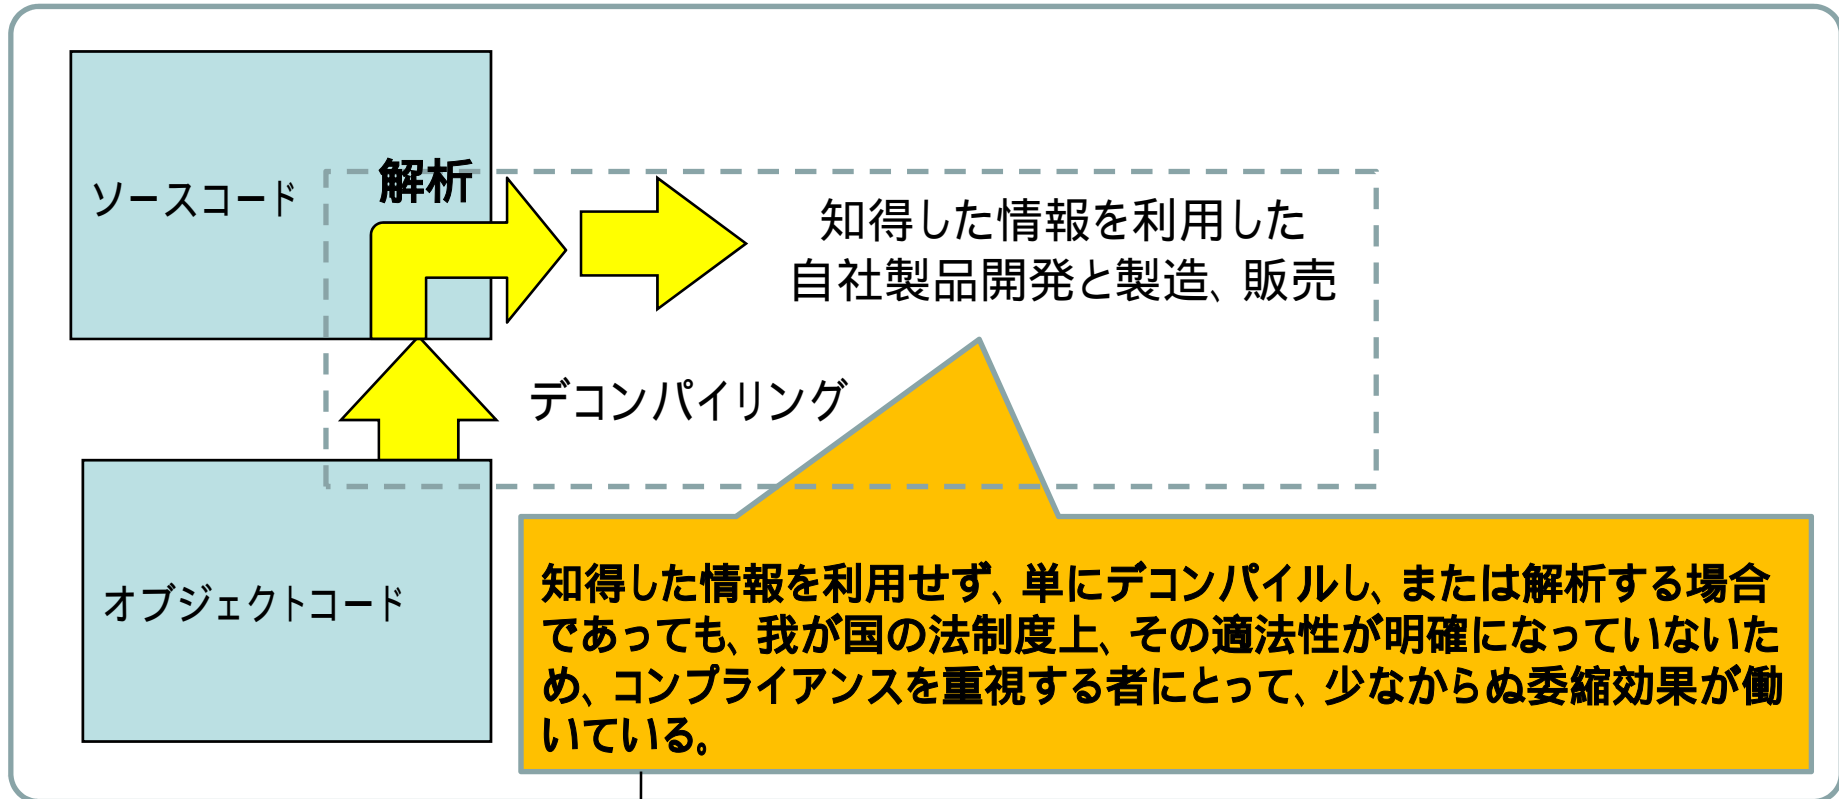 ソースコード
解析
知得した情報を利用した
自社製品開発と製造、販売
デコンパイリング
オブジェクトコード
知得した情報を利用せず、単にデコンパイルし、または解析する場合
であっても、我が国の法制度上、その適法性が明確になっていないた
め、コンプライアンスを重視する者にとって、少なからぬ委縮効果が働
いている。